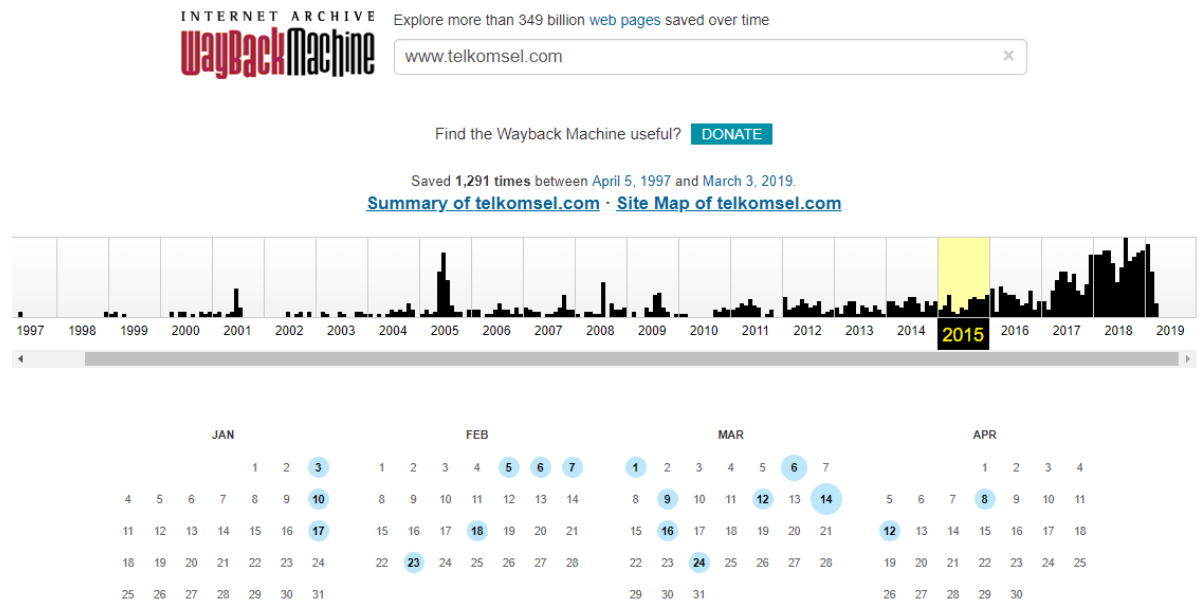 INTERNET ARCHIVE
WayBackMachine
Explore more than 349 billion web pages saved over time
www.telkomsel.com ×
Find the Wayback Machine useful? DONATE
Saved 1,291 times between April 5, 1997 and March 3, 2019.
Summary of telkomsel.com · Site Map of telkomsel.com
1997 1998 1999 2000 2001 2002 2003 2004 2005 2006 2007 2008 2009 2010 2011 2012 2013 2014 2015 2016 2017 2018 2019
JAN FEB MAR APR
1 2 3 1 2 3 4 5 6 7 1 2 3 4 5 6 7 1 2 3 4
4 5 6 7 8 9 10 8 9 10 11 12 13 14 8 9 10 11 12 13 14 5 6 7 8 9 10 11
11 12 13 14 15 16 17 15 16 17 18 19 20 21 15 16 17 18 19 20 21 12 13 14 15 16 17 18
18 19 20 21 22 23 24 22 23 24 25 26 27 28 22 23 24 25 26 27 28 19 20 21 22 23 24 25
25 26 27 28 29 30 31 29 30 31 26 27 28 29 30